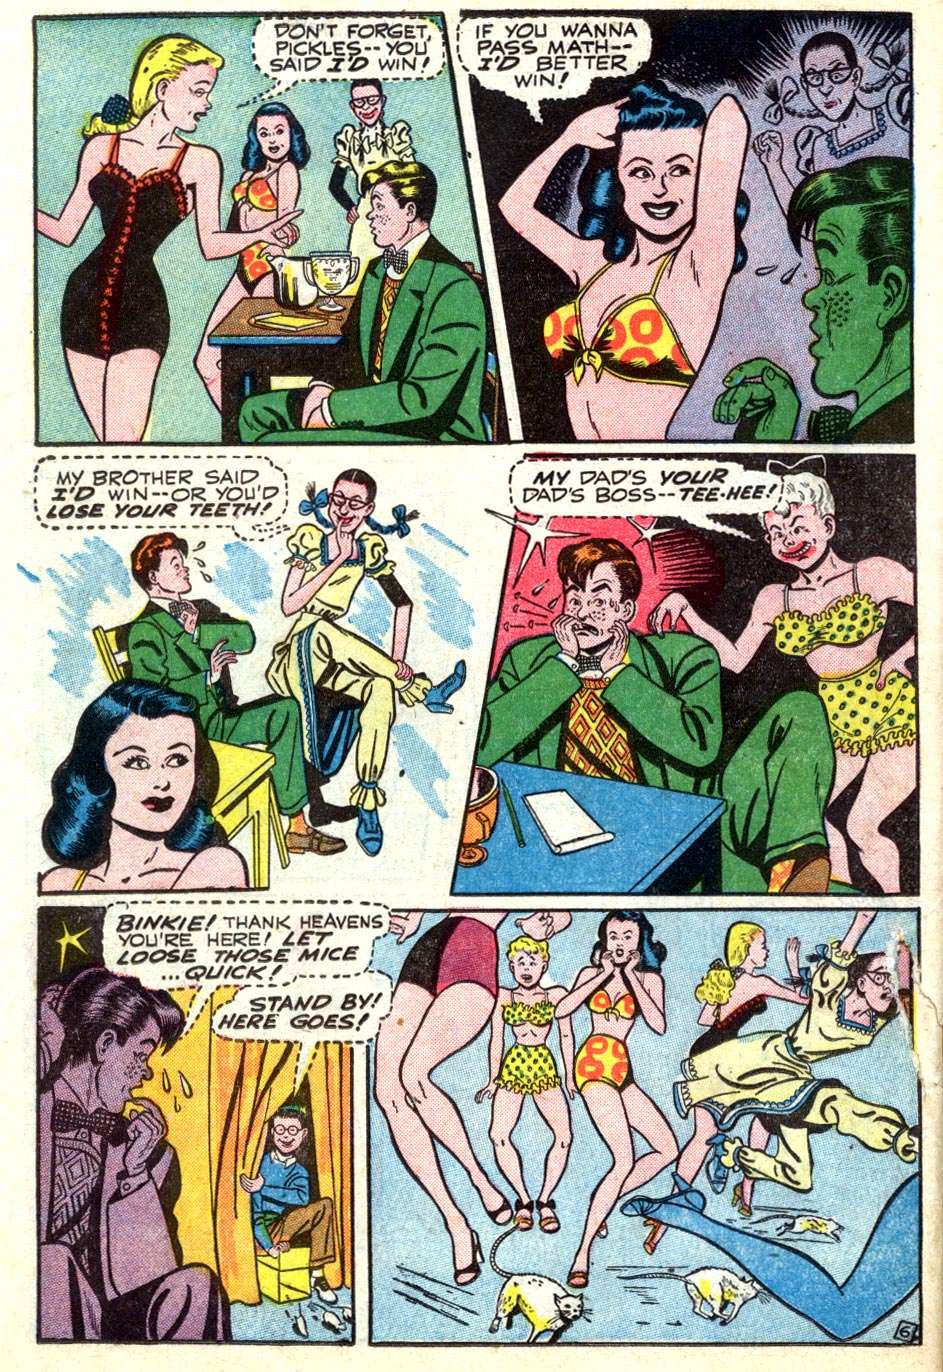 DON'T FORGET,
PICKLES--YOU
SAID I'D WIN!
IF YOU WANNA
PASS MATH--
I'D BETTER
WIN!
MY BROTHER SAID
I'D WIN--OR YOU'D
LOSE YOUR TEETH!
MY DAD'S YOUR
DAD'S BOSS--TEE-HEE!
BINKIE! THANK HEAVENS
YOU'RE HERE! LET
LOOSE THOSE MICE
...QUICK!
STAND BY!
HERE GOES!
6